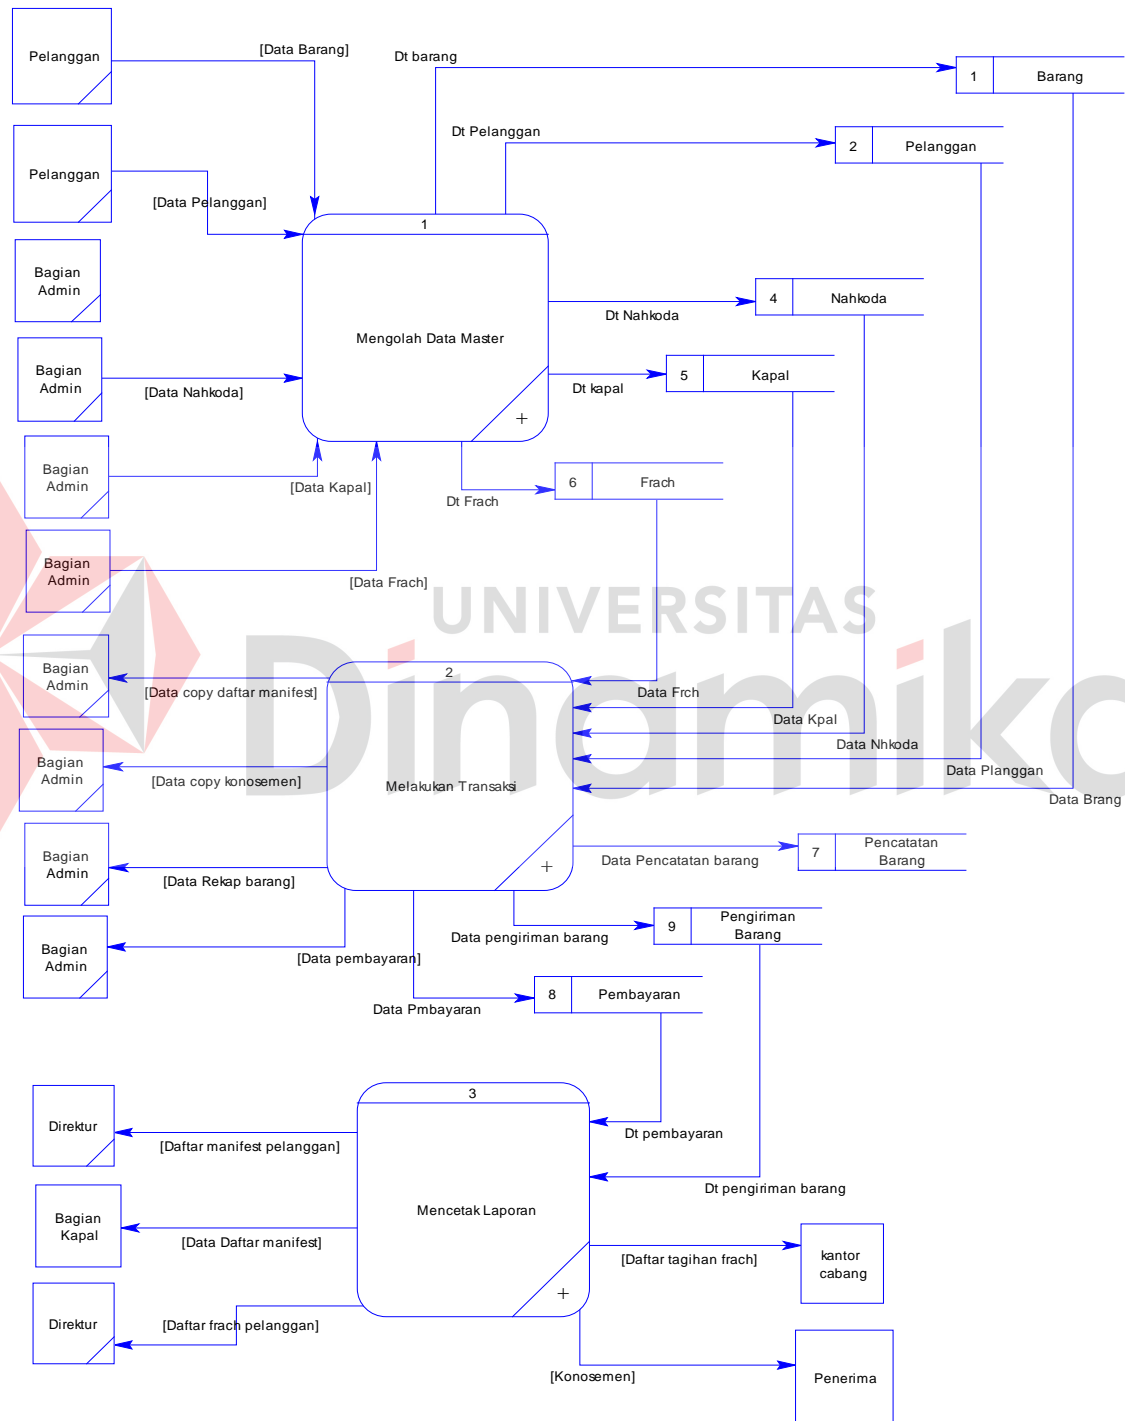 Pelanggan
[Data Barang]
Dt barang
1
Barang
Pelanggan
[Data Pelanggan]
Dt Pelanggan
2
Pelanggan
Bagian
Admin
1
Mengolah Data Master
+
Dt Nahkoda
4
Nahkoda
Bagian
Admin
[Data Nahkoda]
Dt kapal
5
Kapal
Bagian
Admin
[Data Kapal]
Dt Frach
6
Frach
Bagian
Admin
[Data Frach]
UNIVERSITAS
Dinamika
Bagian
Admin
[Data copy daftar manifest]
2
Melakukan Transaksi
+
Data Frch
Data Kpal
Data Nhkoda
Data Planggan
Data Brang
Bagian
Admin
[Data copy konosemen]
Bagian
Admin
[Data Rekap barang]
Data Pencatatan barang
7
Pencatatan
Barang
Bagian
Admin
[Data pembayaran]
Data pengiriman barang
9
Pengiriman
Barang
Data Pmbayaran
8
Pembayaran
Direktur
[Daftar manifest pelanggan]
3
Mencetak Laporan
+
Dt pembayaran
Dt pengiriman barang
Bagian
Kapal
[Data Daftar manifest]
[Daftar tagihan frach]
kantor
cabang
Direktur
[Daftar frach pelanggan]
[Konosemen]
Penerima